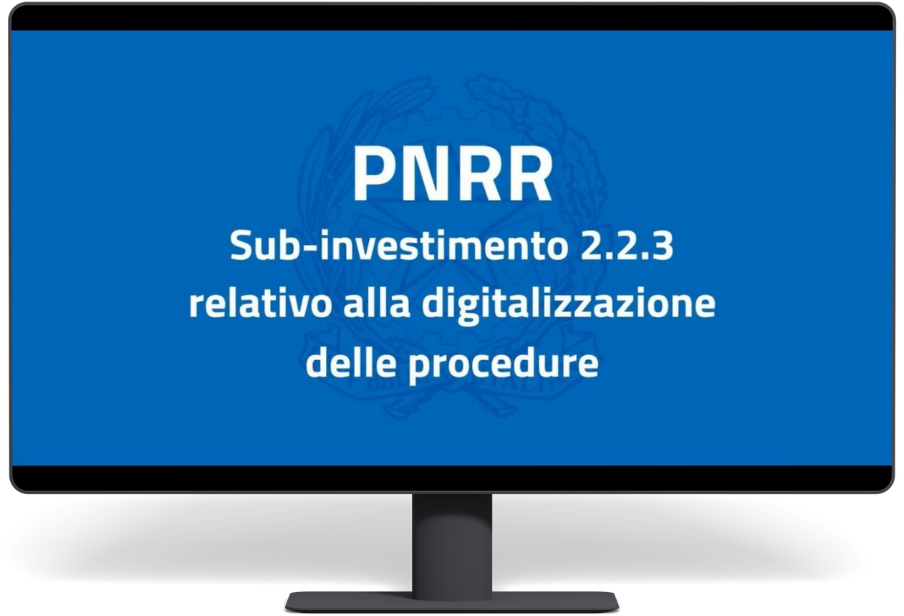 PNRR
Sub-investimento 2.2.3
relativo alla digitalizzazione
delle procedure